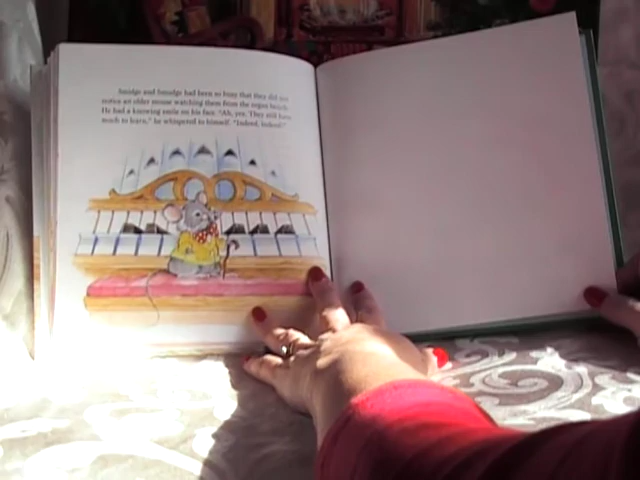 Smidge and Smudge had been so busy that they did not
notice an older mouse watching them from the organ bench.
He had a knowing smile on his face. "Ah, yes. They still have
much to learn," he whispered to himself. "Indeed, indeed!"